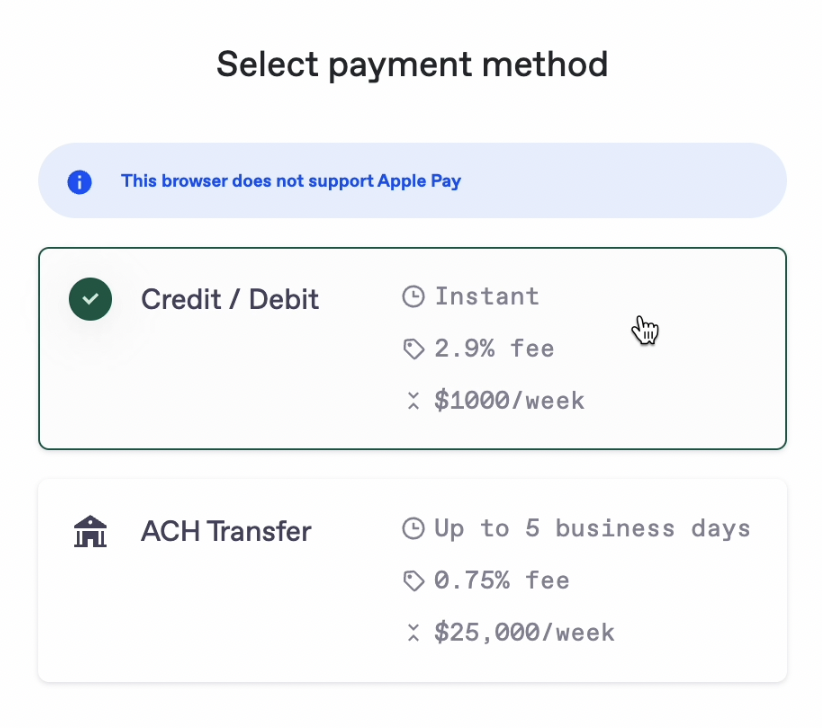 Select payment method
This browser does not support Apple Pay
Credit / Debit
Instant
2.9% fee
$1000/week
ACH Transfer
Up to 5 business days
0.75% fee
$25,000/week